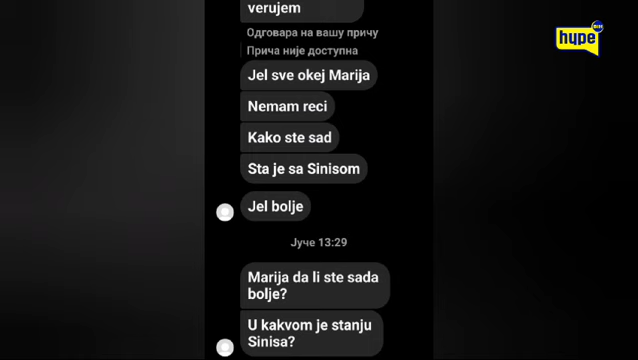 verujem
Одговара на вашу причу
Прича није доступна
Jel sve okej Marija
Nemam reci
Kako ste sad
Sta je sa Sinisom
Jel bolje
Јуче 13:29
Marija da li ste sada
bolje?
U kakvom je stanju
Sinisa?
hype
BIH